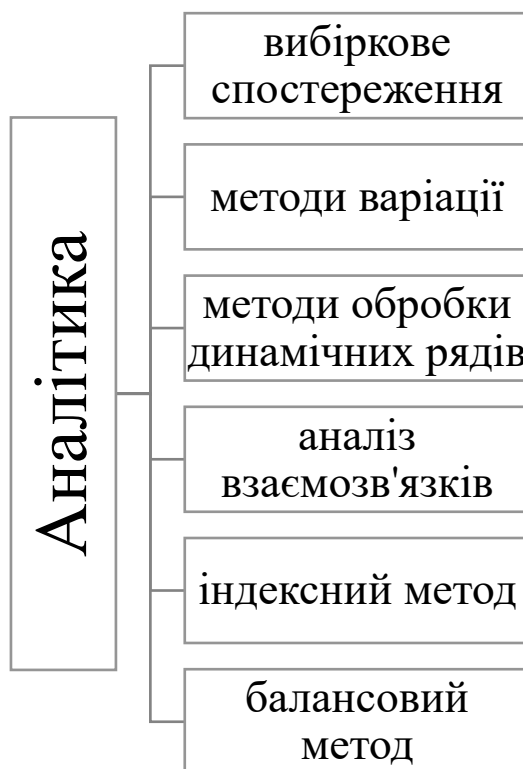 Аналітика
вибіркове
спостереження
методи варіації
методи обробки
динамічних рядів
аналіз
взаємозв'язків
індексний метод
балансовий
метод